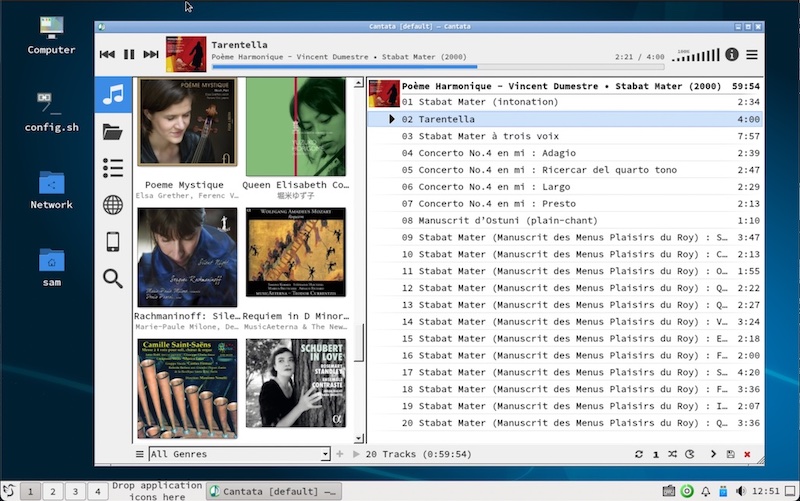 Cantata [default] — Cantata
Computer
config.sh
Network
sam
Tarentella
Poème Harmonique – Vincent Dumestre • Stabat Mater (2000)
2:21 / 4:00
100%
POÈME MYSTIQUE
Poeme Mystique
Elsa Grether, Ferenc V…
Queen Elisabeth Co…
堀米ゆず子
WOLFGANG AMADEUS MOZART
Requiem
MUSICAETERNA - TEODOR CURRENTZIS
Rachmaninoff: Sile…
Marie-Paule Milone, De…
Requiem in D Minor…
MusicAeterna & The New…
Camille Saint-Saëns
SCHUBERT
IN LOVE
ROSEMARY
STANDLEY
ENSEMBLE
CONTRASTE
Poème Harmonique – Vincent Dumestre • Stabat Mater (2000) 59:54
01 Stabat Mater (intonation) 2:34
02 Tarentella 4:00
03 Stabat Mater à trois voix 7:57
04 Concerto No.4 en mi : Adagio 2:39
05 Concerto No.4 en mi : Ricercar del quarto tono 2:47
06 Concerto No.4 en mi : Largo 2:29
07 Concerto No.4 en mi : Presto 2:13
08 Manuscrit d’Ostuni (plain-chant) 1:10
09 Stabat Mater (Manuscrit des Menus Plaisirs du Roy) : S… 3:47
10 Stabat Mater (Manuscrit des Menus Plaisirs du Roy) : C… 2:13
11 Stabat Mater (Manuscrit des Menus Plaisirs du Roy) : O… 1:55
12 Stabat Mater (Manuscrit des Menus Plaisirs du Roy) : Q… 2:22
13 Stabat Mater (Manuscrit des Menus Plaisirs du Roy) : Q… 2:27
14 Stabat Mater (Manuscrit des Menus Plaisirs du Roy) : V… 3:24
15 Stabat Mater (Manuscrit des Menus Plaisirs du Roy) : E… 2:18
16 Stabat Mater (Manuscrit des Menus Plaisirs du Roy) : F… 2:00
17 Stabat Mater (Manuscrit des Menus Plaisirs du Roy) : S… 4:20
18 Stabat Mater (Manuscrit des Menus Plaisirs du Roy) : F… 3:36
19 Stabat Mater (Manuscrit des Menus Plaisirs du Roy) : I… 2:07
20 Stabat Mater (Manuscrit des Menus Plaisirs du Roy) : Q… 3:36
All Genres
20 Tracks (0:59:54)
1
1 2 3 4
Drop application
icons here
Cantata [default] —…
12:51